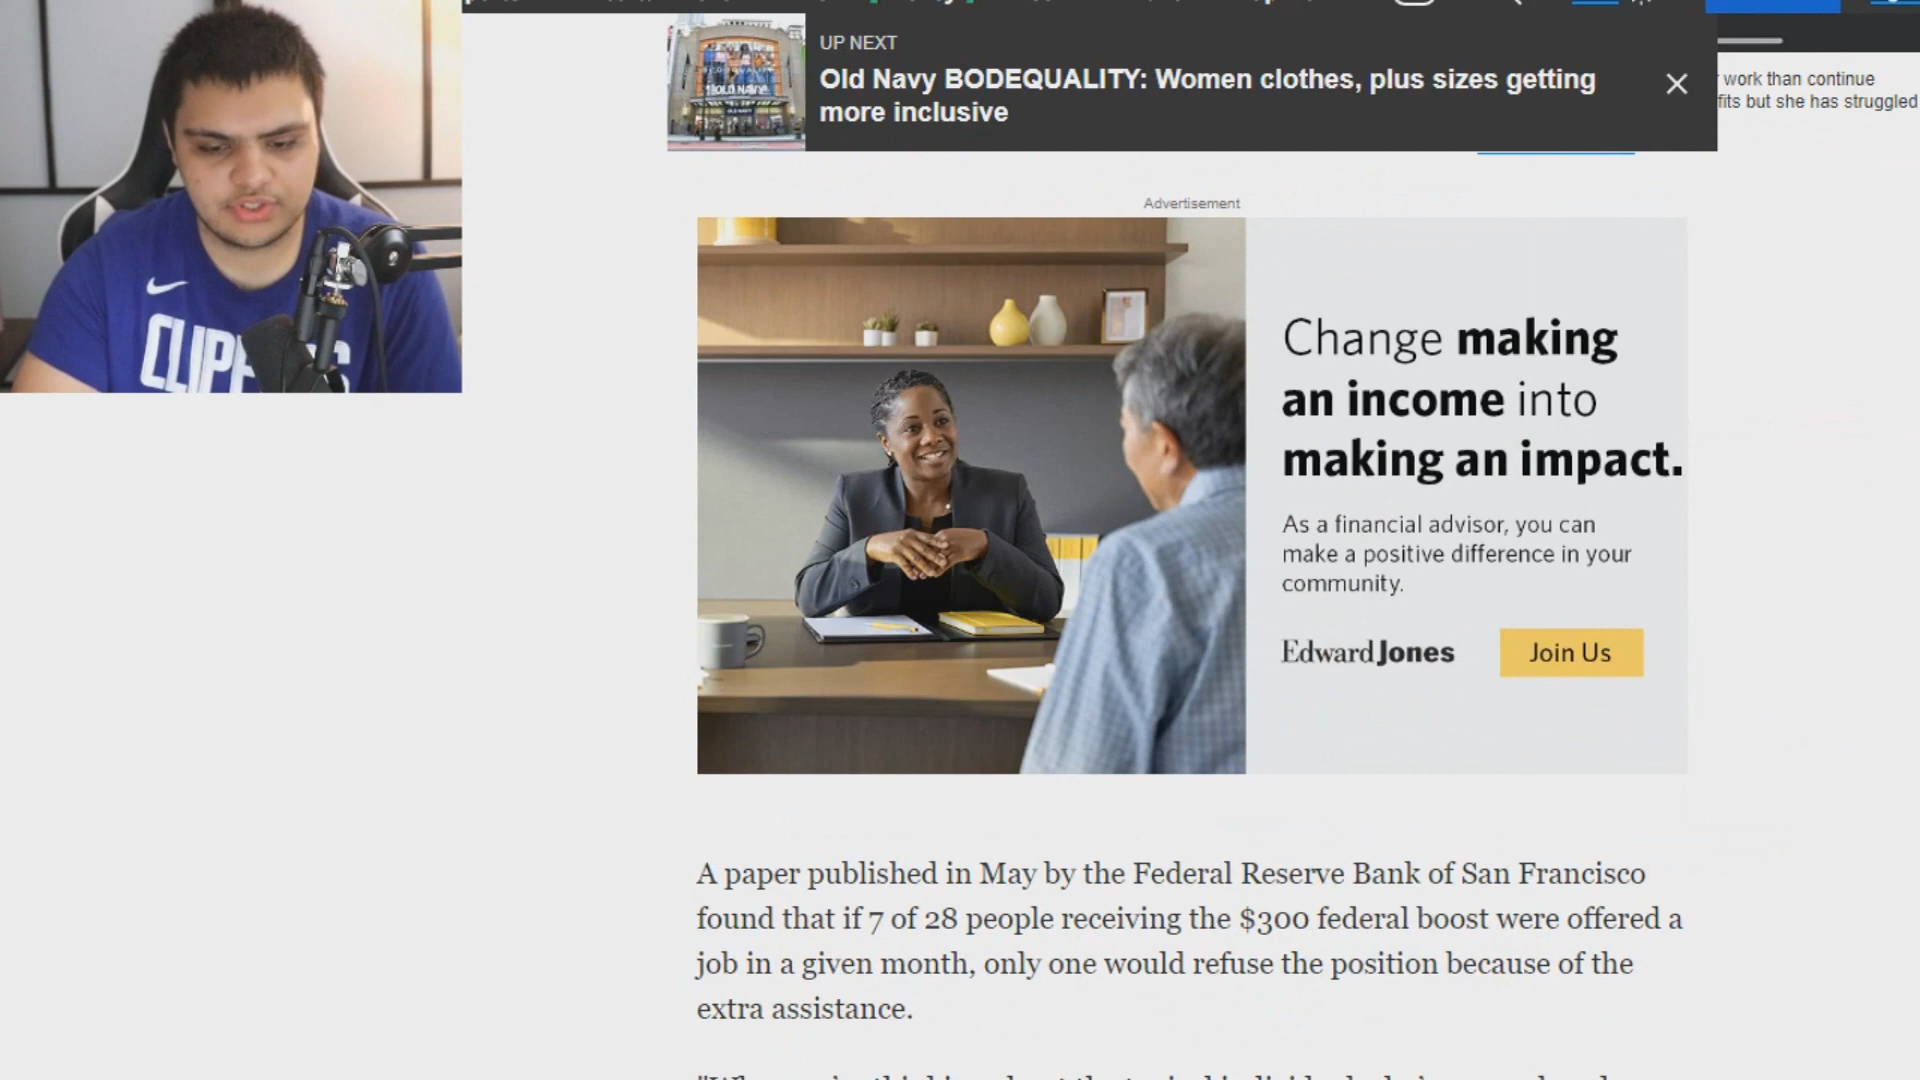 UP NEXT
Old Navy BODEQUALITY: Women clothes, plus sizes getting
more inclusive
work than continue
fits but she has struggled
Advertisement
Change making
an income into
making an impact.
As a financial advisor, you can
make a positive difference in your
community.
Edward Jones
Join Us
OLD NAVY
CLIP
A paper published in May by the Federal Reserve Bank of San Francisco
found that if 7 of 28 people receiving the $300 federal boost were offered a
job in a given month, only one would refuse the position because of the
extra assistance.